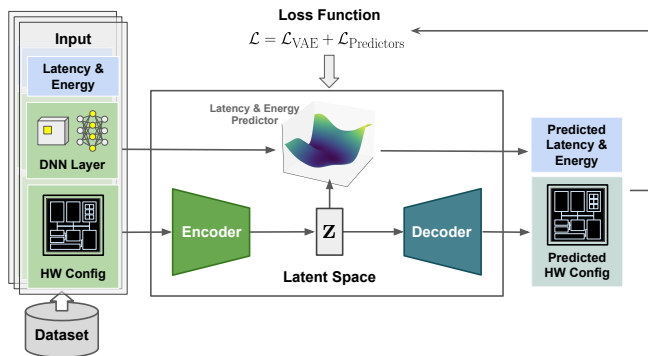 Loss Function
ℒ = ℒ_VAE + ℒ_Predictors
Input
Latency &
Energy
DNN Layer
HW Config
Dataset
Latency & Energy
Predictor
Encoder
Z
Decoder
Latent Space
Predicted
Latency &
Energy
Predicted
HW Config